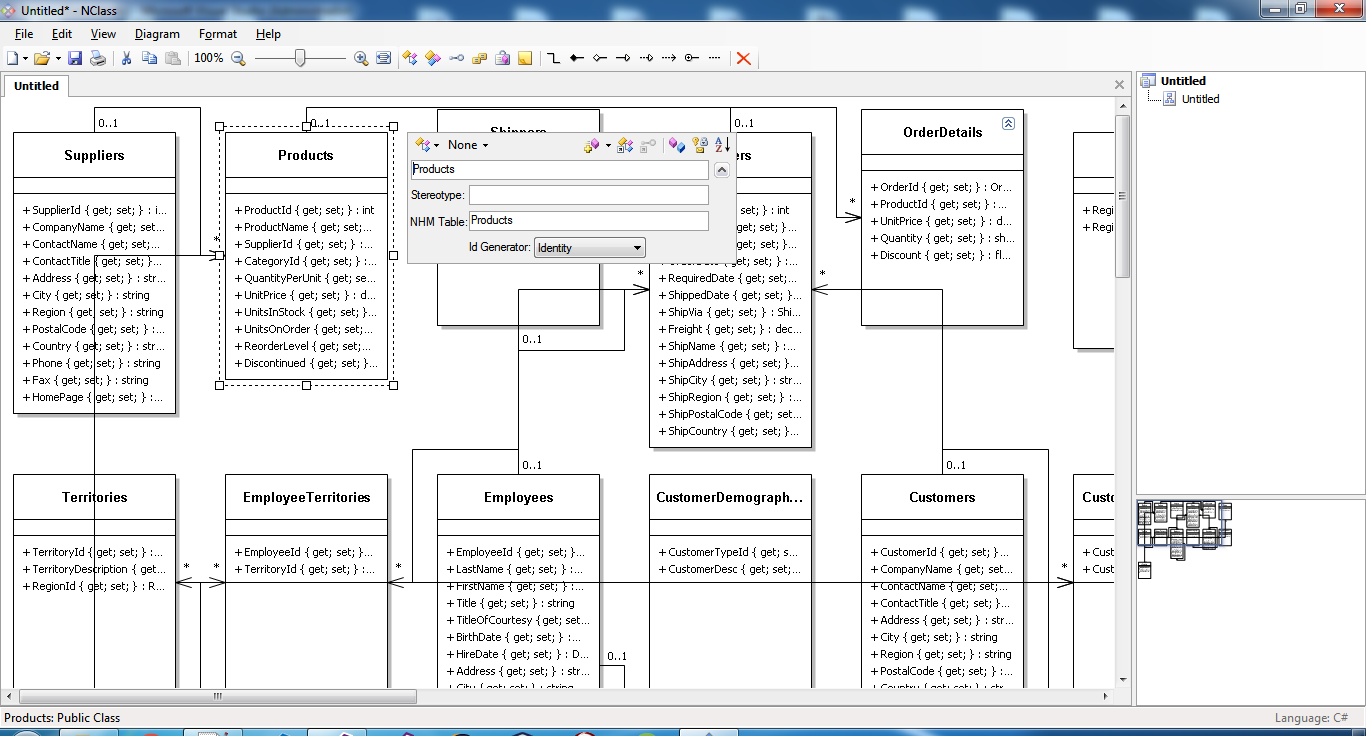 Untitled* - NClass
File Edit View Diagram Format Help
100%
Untitled
Suppliers
+ SupplierId { get; set; } : i...
+ CompanyName { get; set...
+ ContactName { get; set; ...
+ ContactTitle { get; set; }...
+ Address { get; set; } : str...
+ City { get; set; } : string
+ Region { get; set; } : string
+ PostalCode { get; set; } :...
+ Country { get; set; } : str...
+ Phone { get; set; } : string
+ Fax { get; set; } : string
+ HomePage { get; set; } :...
0..1
*
Products
+ ProductId { get; set; } : int
+ ProductName { get; set; ...
+ SupplierId { get; set; } : ...
+ CategoryId { get; set; } :...
+ QuantityPerUnit { get; se...
+ UnitPrice { get; set; } : d...
+ UnitsInStock { get; set; }...
+ UnitsOnOrder { get; set;...
+ ReorderLevel { get; set;...
+ Discontinued { get; set; }...
0..1
Shippers
None
Products
Stereotype:
NHM Table: Products
Id Generator: Identity
0..1
ers
set; } : int
+ RequiredDate { get; set;...
+ ShippedDate { get; set; }...
+ ShipVia { get; set; } : Shi...
+ Freight { get; set; } : dec...
+ ShipName { get; set; } :...
+ ShipAddress { get; set; }...
+ ShipCity { get; set; } : str...
+ ShipRegion { get; set; } :...
+ ShipPostalCode { get; set...
+ ShipCountry { get; set; }...
*
*
0..1
0..1
OrderDetails
+ OrderId { get; set; } : Or...
+ ProductId { get; set; } : ...
+ UnitPrice { get; set; } : d...
+ Quantity { get; set; } : sh...
+ Discount { get; set; } : fl...
*
+ Regi
+ Regi
Territories
+ TerritoryId { get; set; } :...
+ TerritoryDescription { get...
+ RegionId { get; set; } : R...
*
*
EmployeeTerritories
+ EmployeeId { get; set; }...
+ TerritoryId { get; set; } :...
*
Employees
+ EmployeeId { get; set; }...
+ LastName { get; set; } :...
+ FirstName { get; set; } :...
+ Title { get; set; } : string
+ TitleOfCourtesy { get; set...
+ BirthDate { get; set; } :...
+ HireDate { get; set; } : D...
+ Address { get; set; } : str...
+ City { get; set; } : string
0..1
CustomerDemograph...
+ CustomerTypeId { get; s...
+ CustomerDesc { get; set;...
0..1
Customers
+ CustomerId { get; set; } :...
+ CompanyName { get; set...
+ ContactName { get; set; ...
+ ContactTitle { get; set; }...
+ Address { get; set; } : str...
+ City { get; set; } : string
+ Region { get; set; } : string
+ PostalCode { get; set; } :...
+ Country { get; set; } : str...
*
Custo
+ Cust
+ Cust
Untitled
Untitled
Products: Public Class
Language: C#